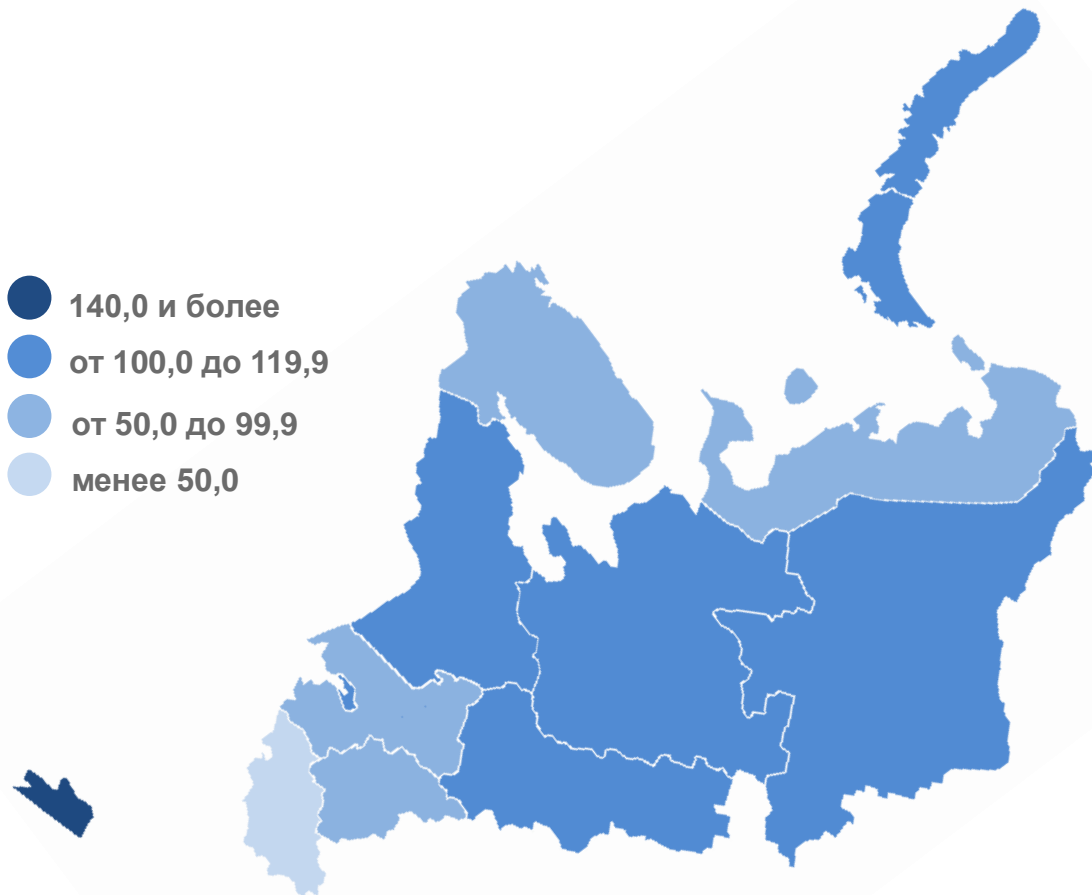 140,0 и более
от 100,0 до 119,9
от 50,0 до 99,9
менее 50,0